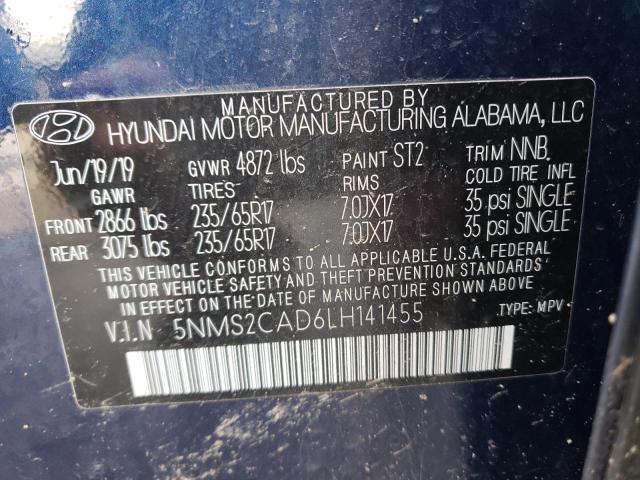 MANUFACTURED BY
HYUNDAI MOTOR MANUFACTURING ALABAMA, LLC
Jun/19/19 GVWR 4872 lbs PAINT ST2 TRIM NNB
GAWR TIRES RIMS COLD TIRE INFL
FRONT 2866 lbs 235/65R17 7.0JX17 35 psi SINGLE
REAR 3075 lbs 235/65R17 7.0JX17 35 psi SINGLE
THIS VEHICLE CONFORMS TO ALL APPLICABLE U.S.A. FEDERAL
MOTOR VEHICLE SAFETY AND THEFT PREVENTION STANDARDS
IN EFFECT ON THE DATE OF MANUFACTURE SHOWN ABOVE.
V.I.N 5NMS2CAD6LH141455 TYPE: MPV